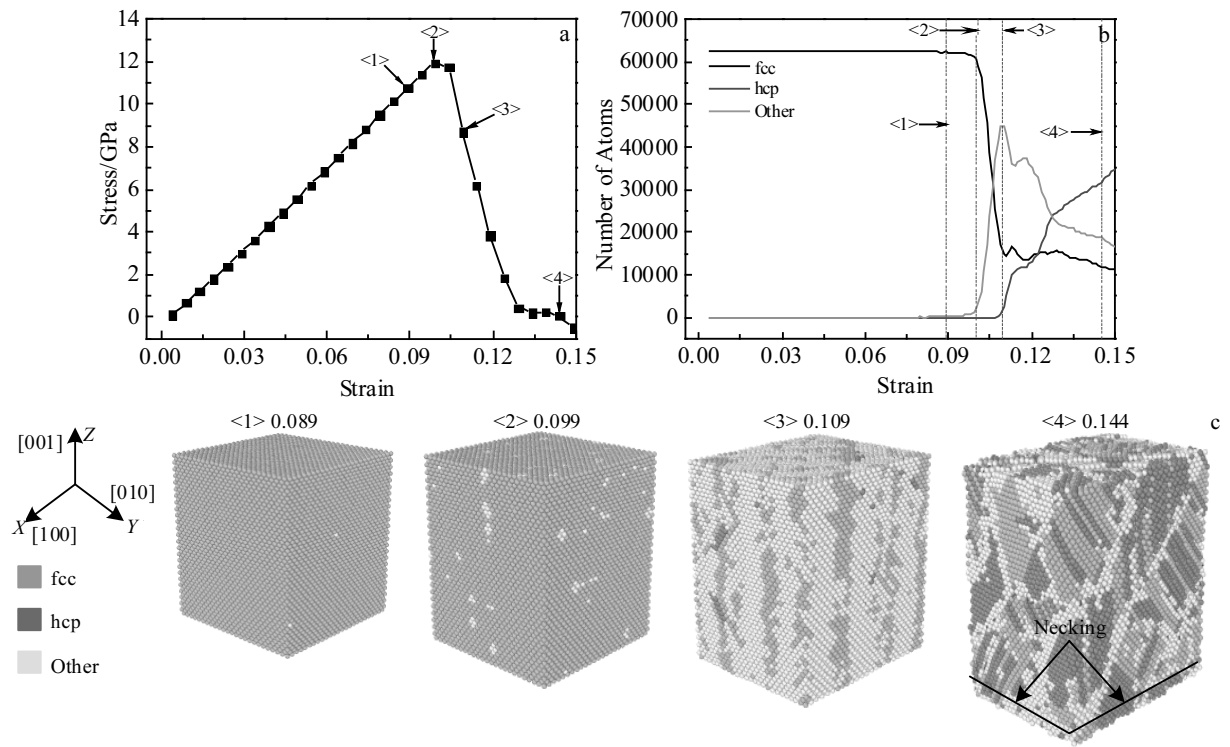 14
12
10
8
6
4
2
0
Stress/GPa
0.00 0.03 0.06 0.09 0.12 0.15
Strain
<1>
<2>
<3>
<4>
a
70000
60000
50000
40000
30000
20000
10000
0
Number of Atoms
0.00 0.03 0.06 0.09 0.12 0.15
Strain
fcc
hcp
Other
<2>
<3>
<1>
<4>
b
<1> 0.089
<2> 0.099
<3> 0.109
<4> 0.144
c
[001] Z
[010]
X Y
[100]
fcc
hcp
Other
Necking